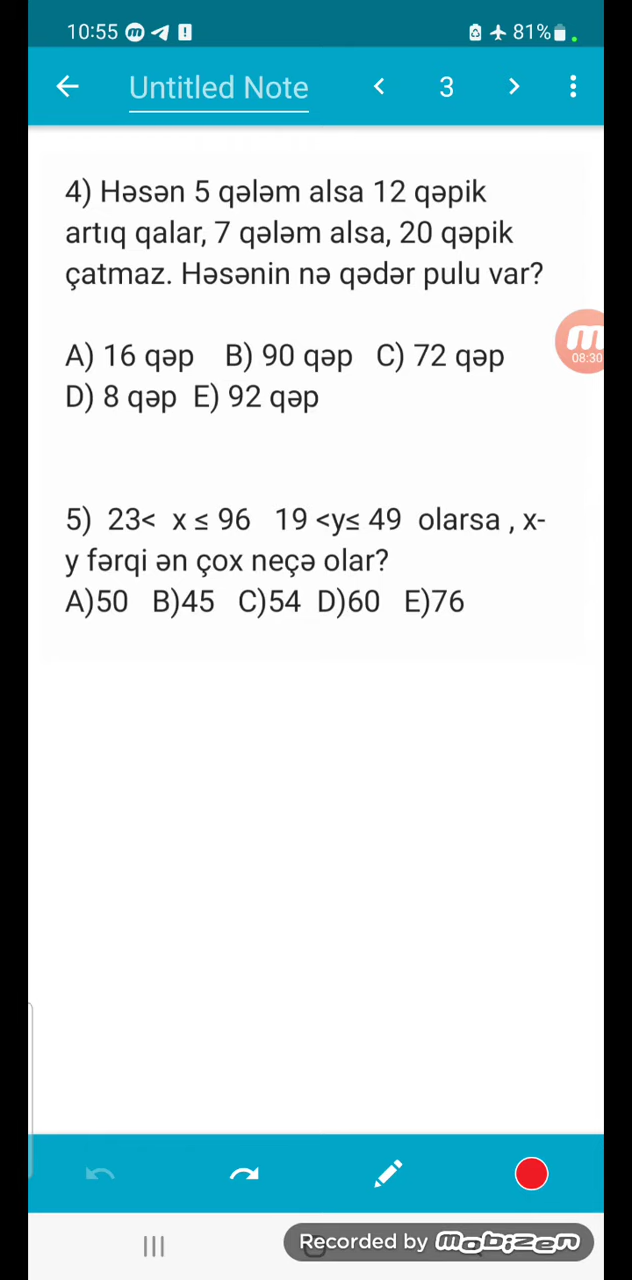 10:55 81%
Untitled Note < 3 >
4) Həsən 5 qələm alsa 12 qəpik
artıq qalar, 7 qələm alsa, 20 qəpik
çatmaz. Həsənin nə qədər pulu var?
08:30
A) 16 qəp B) 90 qəp C) 72 qəp
D) 8 qəp E) 92 qəp
5) 23< x ≤ 96 19 <y≤ 49 olarsa , x-
y fərqi ən çox neçə olar?
A)50 B)45 C)54 D)60 E)76
Recorded by mobizen